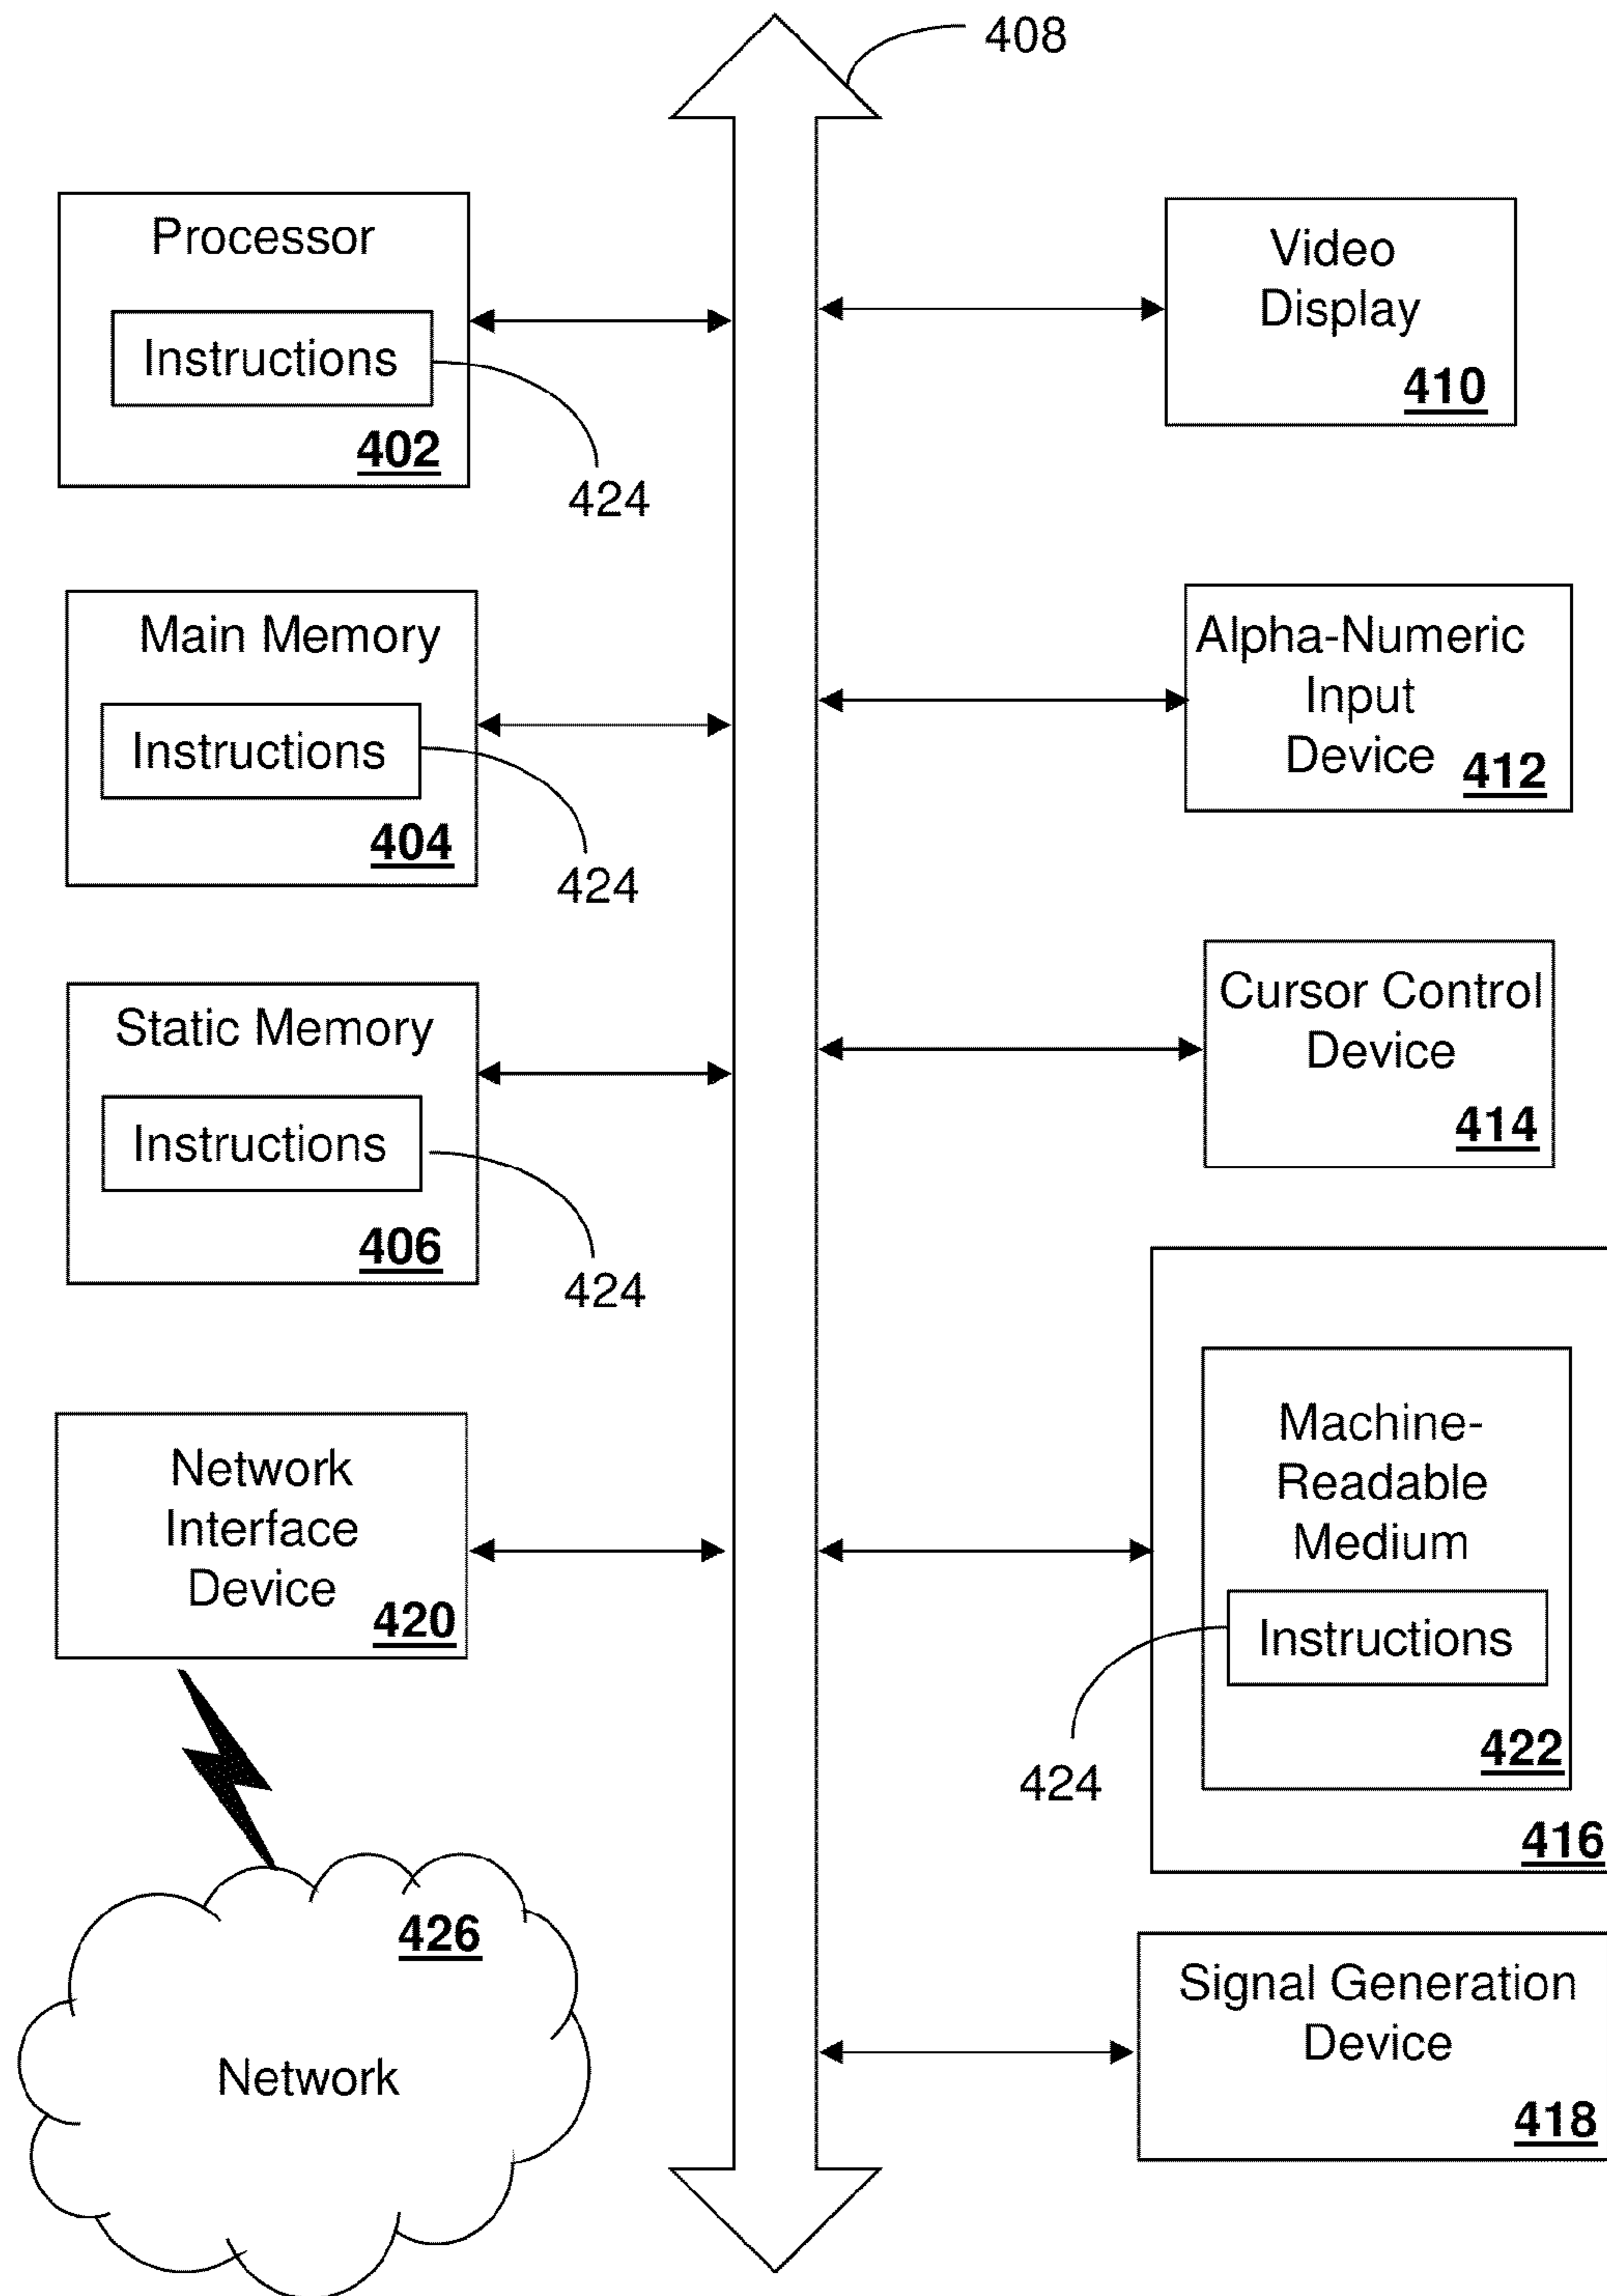 408
Processor
Instructions
402
424
Main Memory
Instructions
404
424
Static Memory
Instructions
406
424
Network
Interface
Device
420
426
Network
Video
Display
410
Alpha-Numeric
Input
Device
412
Cursor Control
Device
414
Machine-
Readable
Medium
Instructions
422
424
416
Signal Generation
Device
418